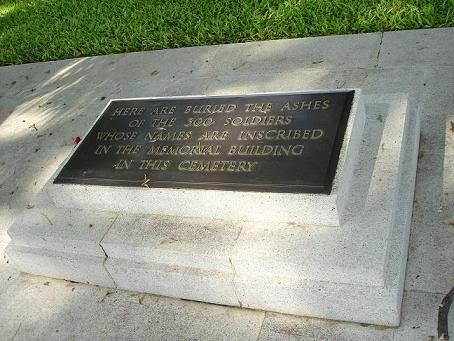 HERE ARE BURIED THE ASHES
OF THE 300 SOLDIERS
WHOSE NAMES ARE INSCRIBED
IN THE MEMORIAL BUILDING
IN THIS CEMETERY